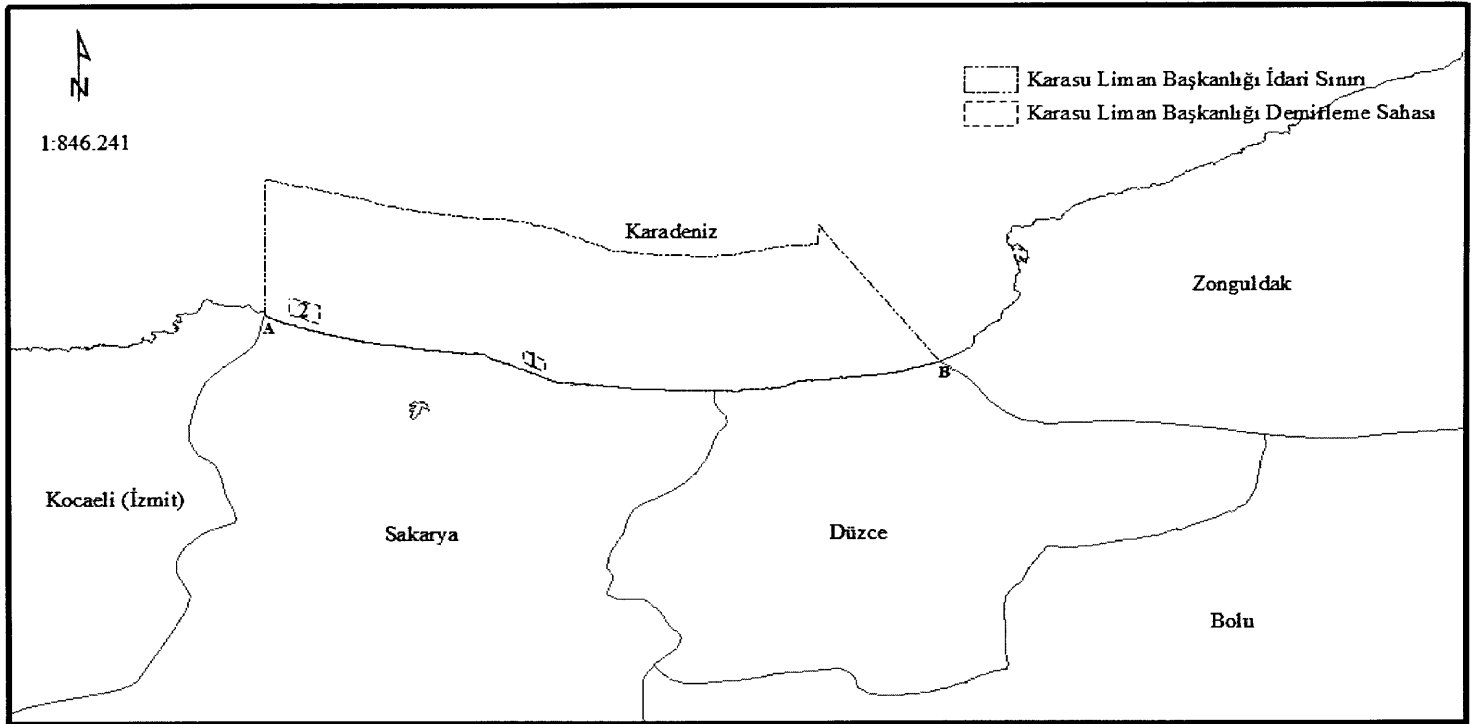 N
1:846.241
Karasu Liman Başkanlığı İdari Sınırı
Karasu Liman Başkanlığı Demirleme Sahası
Karadeniz
Zonguldak
2
A
1
B
Kocaeli (İzmit)
Sakarya
Düzce
Bolu